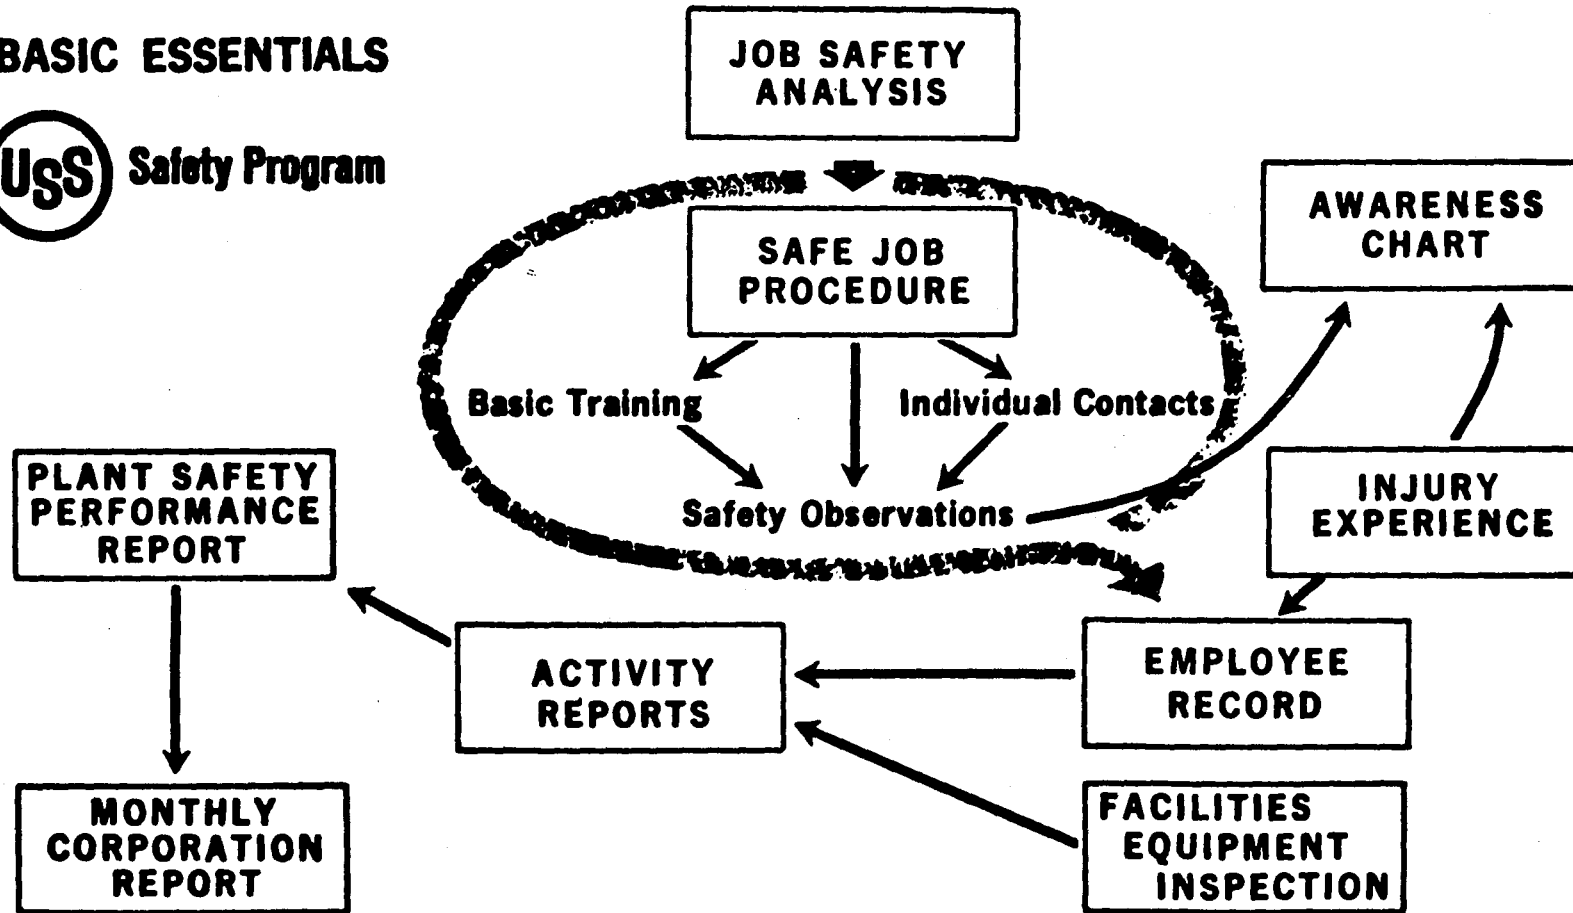 BASIC ESSENTIALS
USS Safety Program
JOB SAFETY
ANALYSIS
SAFE JOB
PROCEDURE
AWARENESS
CHART
Basic Training
Individual Contacts
Safety Observations
PLANT SAFETY
PERFORMANCE
REPORT
INJURY
EXPERIENCE
ACTIVITY
REPORTS
EMPLOYEE
RECORD
MONTHLY
CORPORATION
REPORT
FACILITIES
EQUIPMENT
INSPECTION